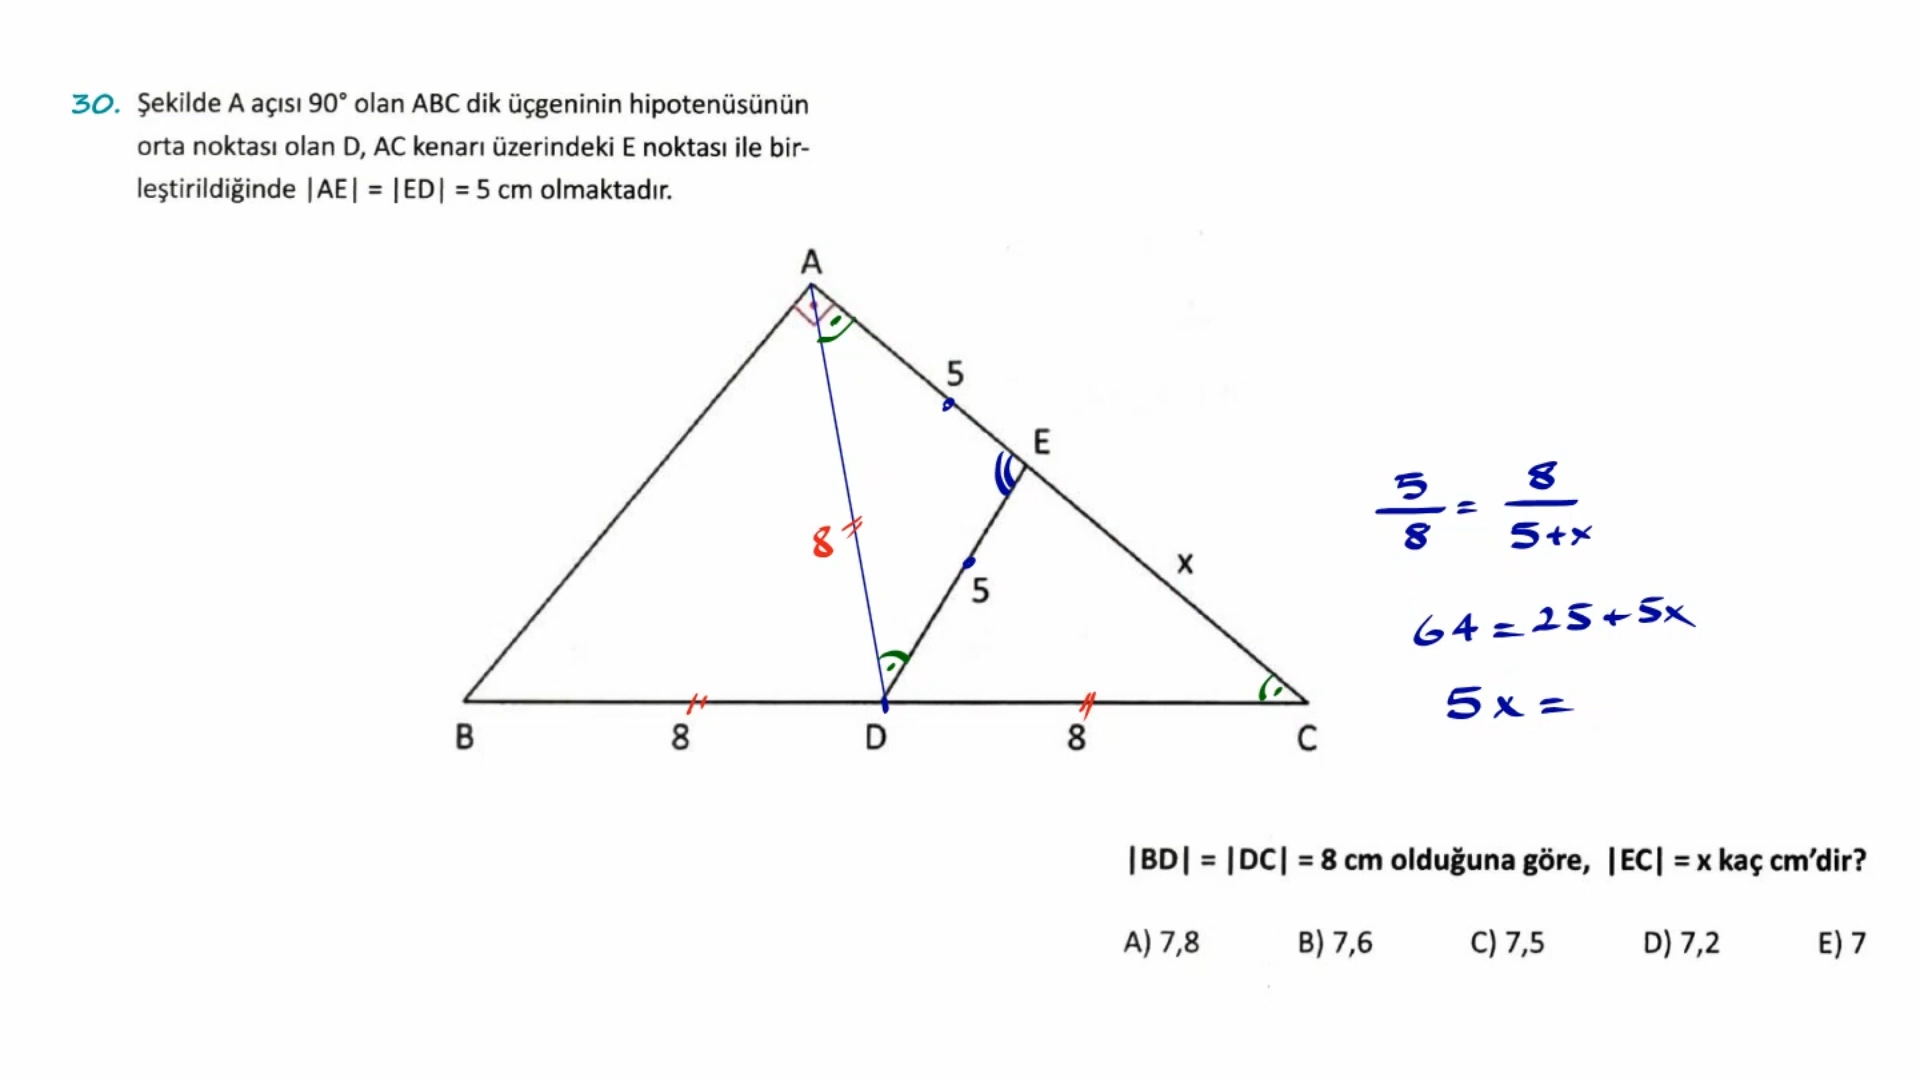 30. Şekilde A açısı 90° olan ABC dik üçgeninin hipotenüsünün
orta noktası olan D, AC kenarı üzerindeki E noktası ile bir-
leştirildiğinde |AE| = |ED| = 5 cm olmaktadır.
A
5
E
8
5
x
B
8
D
8
C
5/8 = 8/5+x
64 = 25 + 5x
5x =
|BD| = |DC| = 8 cm olduğuna göre, |EC| = x kaç cm'dir?
A) 7,8 B) 7,6 C) 7,5 D) 7,2 E) 7